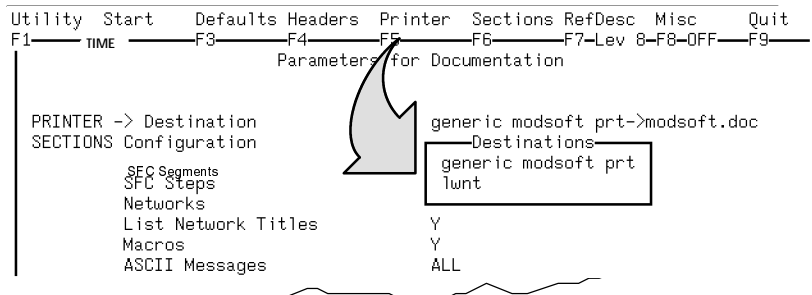 Utility Start Defaults Headers Printer Sections RefDesc Misc Quit
F1 TIME F3 F4 F5 F6 F7-Lev 8-F8-OFF F9
Parameters for Documentation
PRINTER -> Destination generic modsoft prt->modsoft.doc
SECTIONS Configuration Destinations
generic modsoft prt
SFC Segments
SFC Steps lwnt
Networks
List Network Titles Y
Macros Y
ASCII Messages ALL